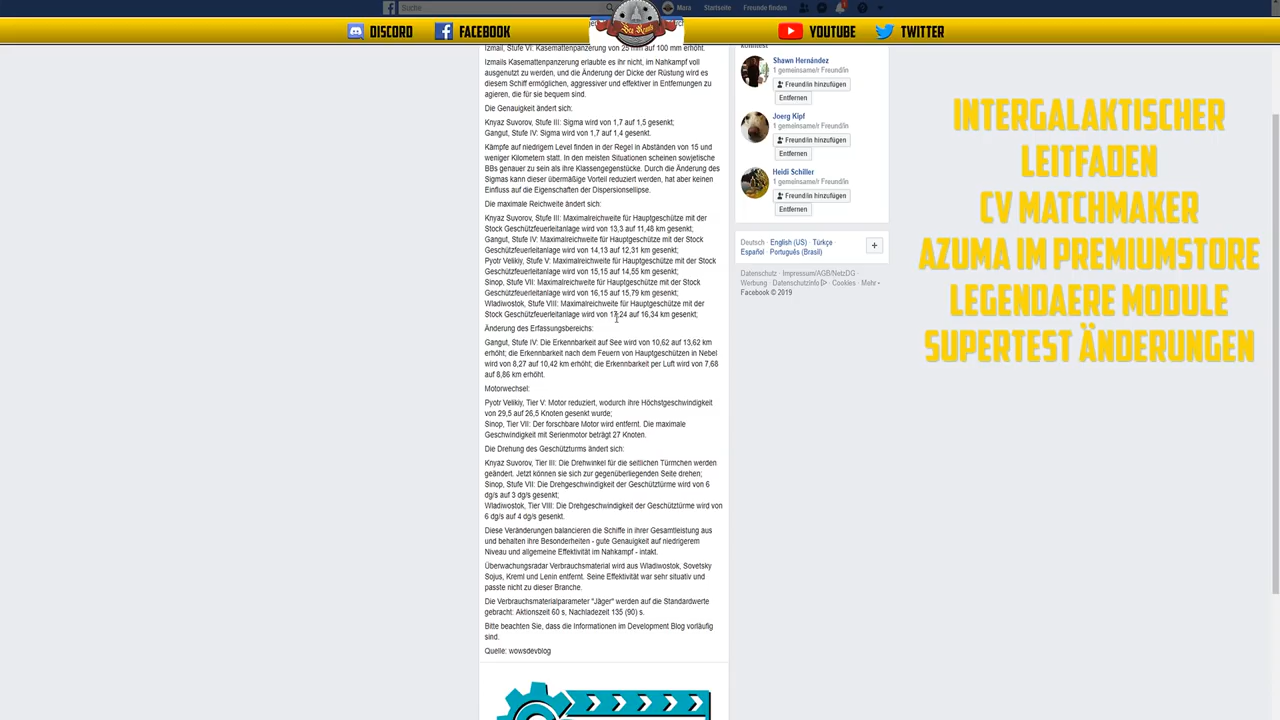 Suche
Mara
Startseite
Freunde finden
DISCORD
FACEBOOK
YOUTUBE
TWITTER
Izmail, Stufe VI: Kasemattenpanzerung von 25 mm auf 100 mm erhöht.
Izmails Kasemattenpanzerung erlaubte es ihr nicht, im Nahkampf voll
ausgenutzt zu werden, und die Änderung der Dicke der Rüstung wird es
diesem Schiff ermöglichen, aggressiver und effektiver in Entfernungen zu
agieren, die für sie bequem sind.
Die Genauigkeit ändert sich:
Knyaz Suvorov, Stufe III: Sigma wird von 1,7 auf 1,5 gesenkt;
Gangut, Stufe IV: Sigma wird von 1,7 auf 1,4 gesenkt.
Kämpfe auf niedrigem Level finden in der Regel in Abständen von 15 und
weniger Kilometern statt. In den meisten Situationen scheinen sowjetische
BBs genauer zu sein als ihre Klassengegenstücke. Durch die Änderung des
Sigmas kann dieser übermäßige Vorteil reduziert werden, hat aber keinen
Einfluss auf die Eigenschaften der Dispersionsellipse.
Die maximale Reichweite ändert sich:
Knyaz Suvorov, Stufe III: Maximalreichweite für Hauptgeschütze mit der
Stock Geschützfeuerleitanlage wird von 13,3 auf 11,48 km gesenkt;
Gangut, Stufe IV: Maximalreichweite für Hauptgeschütze mit der Stock
Geschützfeuerleitanlage wird von 14,13 auf 12,31 km gesenkt;
Pyotr Velikiy, Stufe V: Maximalreichweite für Hauptgeschütze mit der Stock
Geschützfeuerleitanlage wird von 15,15 auf 14,55 km gesenkt;
Sinop, Stufe VII: Maximalreichweite für Hauptgeschütze mit der Stock
Geschützfeuerleitanlage wird von 16,15 auf 15,79 km gesenkt;
Wladiwostok, Stufe VIII: Maximalreichweite für Hauptgeschütze mit der
Stock Geschützfeuerleitanlage wird von 17,24 auf 16,34 km gesenkt;
Änderung des Erfassungsbereichs:
Gangut, Stufe IV: Die Erkennbarkeit auf See wird von 10,62 auf 13,62 km
erhöht; die Erkennbarkeit nach dem Feuern von Hauptgeschützen in Nebel
wird von 8,27 auf 10,42 km erhöht; die Erkennbarkeit per Luft wird von 7,68
auf 8,86 km erhöht.
Motorwechsel:
Pyotr Velikiy, Tier V: Motor reduziert, wodurch ihre Höchstgeschwindigkeit
von 29,5 auf 26,5 Knoten gesenkt wurde;
Sinop, Tier VII: Der forschbare Motor wird entfernt. Die maximale
Geschwindigkeit mit Serienmotor beträgt 27 Knoten.
Die Drehung des Geschützturms ändert sich:
Knyaz Suvorov, Tier III: Die Drehwinkel für die seitlichen Türmchen werden
geändert. Jetzt können sie sich zur gegenüberliegenden Seite drehen;
Sinop, Stufe VII: Die Drehgeschwindigkeit der Geschütztürme wird von 6
dg/s auf 3 dg/s gesenkt;
Wladiwostok, Tier VIII: Die Drehgeschwindigkeit der Geschütztürme wird von
6 dg/s auf 4 dg/s gesenkt.
Diese Veränderungen balancieren die Schiffe in ihrer Gesamtleistung aus
und behalten ihre Besonderheiten - gute Genauigkeit auf niedrigerem
Niveau und allgemeine Effektivität im Nahkampf - intakt.
Überwachungsradar Verbrauchsmaterial wird aus Wladiwostok, Sovetsky
Sojus, Kreml und Lenin entfernt. Seine Effektivität war sehr situativ und
passte nicht zu dieser Branche.
Die Verbrauchsmaterialparameter "Jäger" werden auf die Standardwerte
gebracht: Aktionszeit 60 s, Nachladezeit 135 (90) s.
Bitte beachten Sie, dass die Informationen im Development Blog vorläufig
sind.
Quelle: wowsdevblog
Shawn Hernández
1 gemeinsame/r Freund/in
Freund/in hinzufügen
Entfernen
Joerg Kipf
1 gemeinsame/r Freund/in
Freund/in hinzufügen
Entfernen
Heidi Schiller
1 gemeinsame/r Freund/in
Freund/in hinzufügen
Entfernen
Deutsch · English (US) · Türkçe ·
Español · Português (Brasil)
Datenschutz · Impressum/AGB/NetzDG ·
Werbung · Datenschutzinfo · Cookies · Mehr
Facebook © 2019
INTERGALAKTISCHER
LEITFADEN
CV MATCHMAKER
AZUMA IM PREMIUMSTORE
LEGENDAERE MODULE
SUPERTEST ÄNDERUNGEN